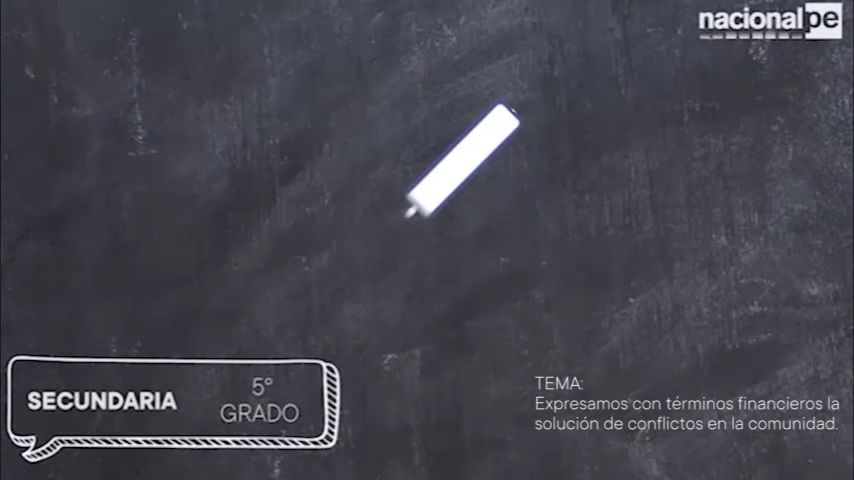 nacionalpe
SECUNDARIA
5°
GRADO
TEMA:
Expresamos con términos financieros la
solución de conflictos en la comunidad.